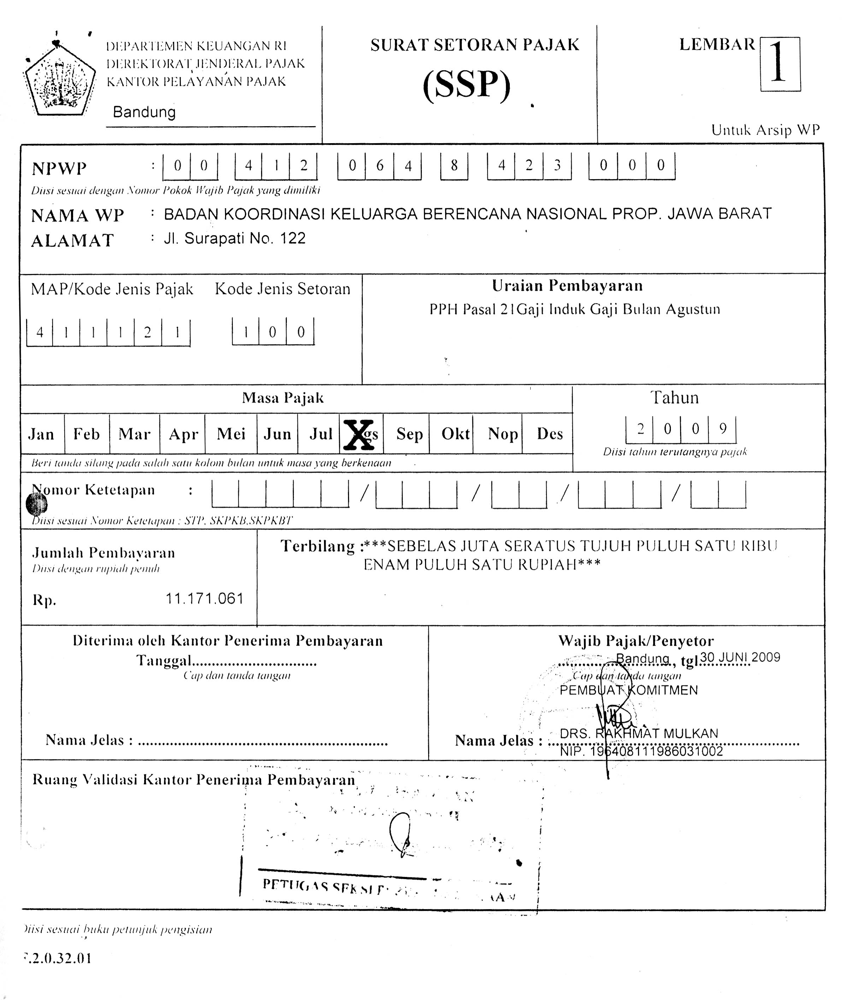 DEPARTEMEN KEUANGAN RI
DEREKTORAT JENDERAL PAJAK
KANTOR PELAYANAN PAJAK
Bandung
SURAT SETORAN PAJAK
(SSP)
LEMBAR 1
Untuk Arsip WP
NPWP : 0 0 4 1 2 0 6 4 8 4 2 3 0 0 0
Diisi sesuai dengan Nomor Pokok Wajib Pajak yang dimiliki
NAMA WP : BADAN KOORDINASI KELUARGA BERENCANA NASIONAL PROP. JAWA BARAT
ALAMAT : Jl. Surapati No. 122
MAP/Kode Jenis Pajak Kode Jenis Setoran
4 1 1 1 2 1 1 0 0
Uraian Pembayaran
PPH Pasal 21Gaji Induk Gaji Bulan Agustun
Masa Pajak
Jan Feb Mar Apr Mei Jun Jul X Ags Sep Okt Nop Des
Beri tanda silang pada salah satu kolom bulan untuk masa yang berkenaan
Tahun
2 0 0 9
Diisi tahun terutangnya pajak
Nomor Ketetapan : / / / /
Diisi sesuai Nomor Ketetapan : STP, SKPKB,SKPKBT
Jumlah Pembayaran
Diisi dengan rupiah penuh
Rp. 11.171.061
Terbilang :***SEBELAS JUTA SERATUS TUJUH PULUH SATU RIBU
ENAM PULUH SATU RUPIAH***
Diterima oleh Kantor Penerima Pembayaran
Tanggal................................
Cap dan tanda tangan
Nama Jelas : ................................................................
Wajib Pajak/Penyetor
Bandung, tgl 30 JUNI 2009
Cap dan tanda tangan
PEMBUAT KOMITMEN
Nama Jelas : DRS. RAKHMAT MULKAN
NIP. 196408111986031002
Ruang Validasi Kantor Penerima Pembayaran
PETUGAS SEKSI
Diisi sesuai buku petunjuk pengisian
F.2.0.32.01